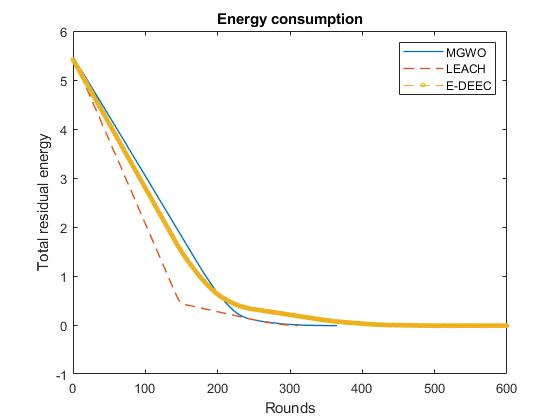 Energy consumption
6
5
4
3
2
1
0
-1
Total residual energy
MGWO
LEACH
E-DEEC
0 100 200 300 400 500 600
Rounds